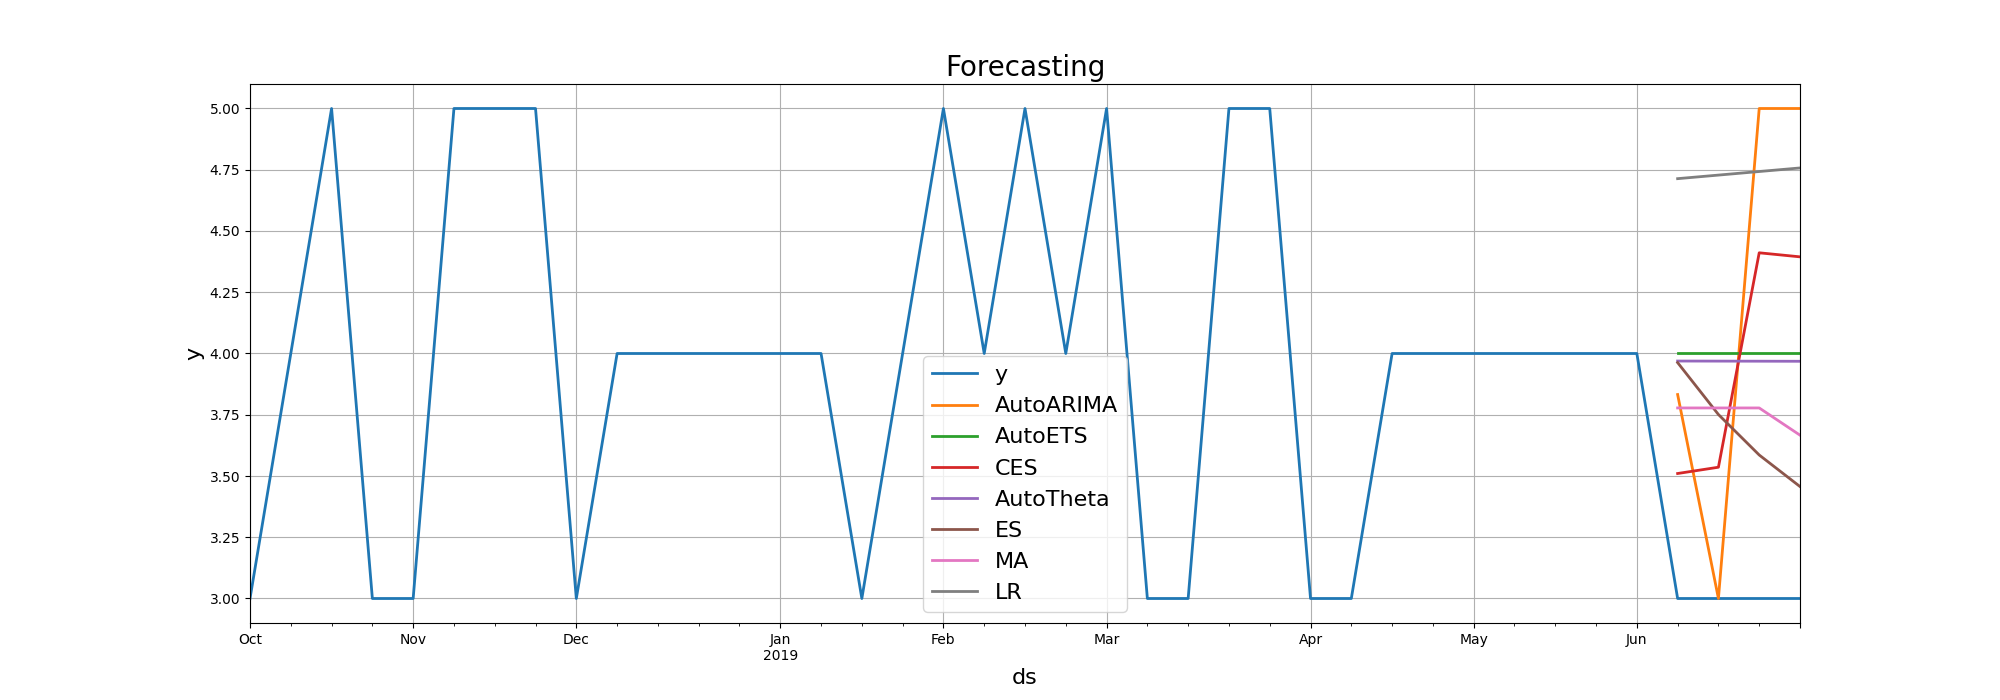 Forecasting
y
5.00
4.75
4.50
4.25
4.00
3.75
3.50
3.25
3.00
y
AutoARIMA
AutoETS
CES
AutoTheta
ES
MA
LR
Oct Nov Dec Jan Feb Mar Apr May Jun
2019
ds